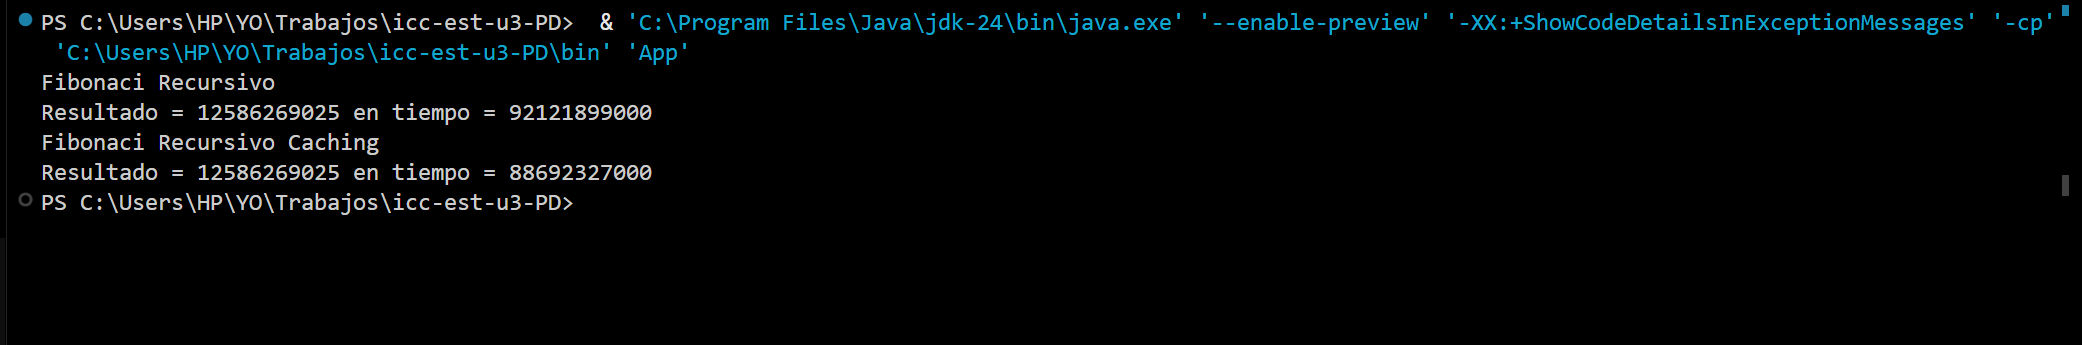 PS C:\Users\HP\YO\Trabajos\icc-est-u3-PD>  & 'C:\Program Files\Java\jdk-24\bin\java.exe' '--enable-preview' '-XX:+ShowCodeDetailsInExceptionMessages' '-cp'
'C:\Users\HP\YO\Trabajos\icc-est-u3-PD\bin' 'App'
Fibonaci Recursivo
Resultado = 12586269025 en tiempo = 92121899000
Fibonaci Recursivo Caching
Resultado = 12586269025 en tiempo = 88692327000
PS C:\Users\HP\YO\Trabajos\icc-est-u3-PD>